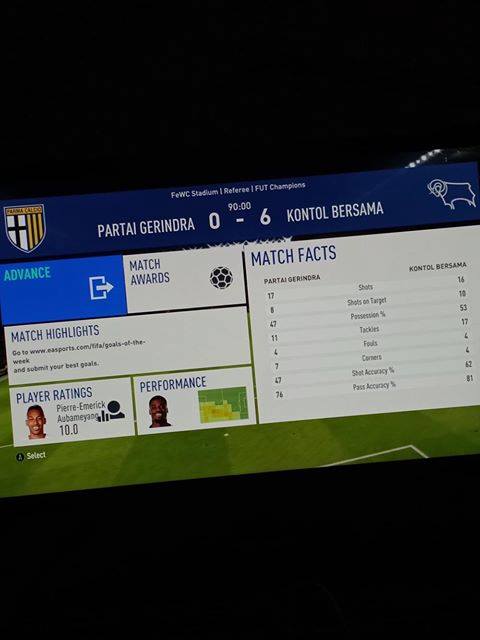 FeWC Stadium | Referee | FUT Champions
90:00
PARMA CALCIO
PARTAI GERINDRA 0 - 6 KONTOL BERSAMA
ADVANCE
MATCH
AWARDS
MATCH HIGHLIGHTS
Go to www.easports.com/fifa/goals-of-the-
week
and submit your best goals.
PLAYER RATINGS
Pierre-Emerick
Aubameyang
10.0
PERFORMANCE
Select
MATCH FACTS
PARTAI GERINDRA KONTOL BERSAMA
17 Shots 16
8 Shots on Target 10
47 Possession % 53
11 Tackles 17
4 Fouls 4
7 Corners 4
47 Shot Accuracy % 62
76 Pass Accuracy % 81